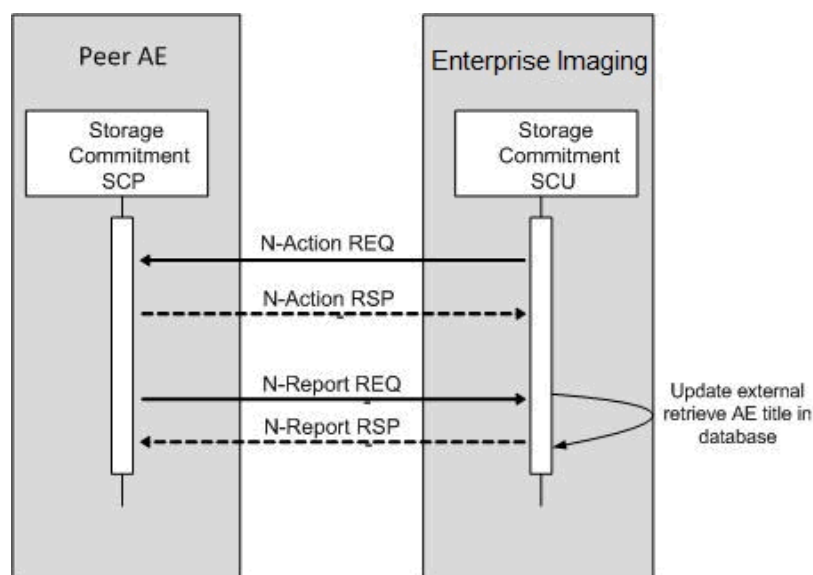 Peer AE
Enterprise Imaging
Storage
Commitment
SCP
Storage
Commitment
SCU
N-Action REQ
N-Action RSP
N-Report REQ
N-Report RSP
Update external
retrieve AE title in
database